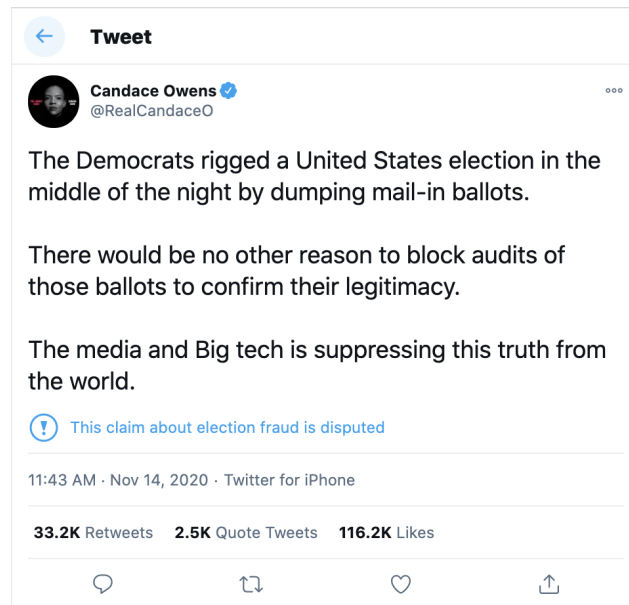 Tweet
Candace Owens
@RealCandaceO
The Democrats rigged a United States election in the
middle of the night by dumping mail-in ballots.
There would be no other reason to block audits of
those ballots to confirm their legitimacy.
The media and Big tech is suppressing this truth from
the world.
This claim about election fraud is disputed
11:43 AM · Nov 14, 2020 · Twitter for iPhone
33.2K Retweets 2.5K Quote Tweets 116.2K Likes